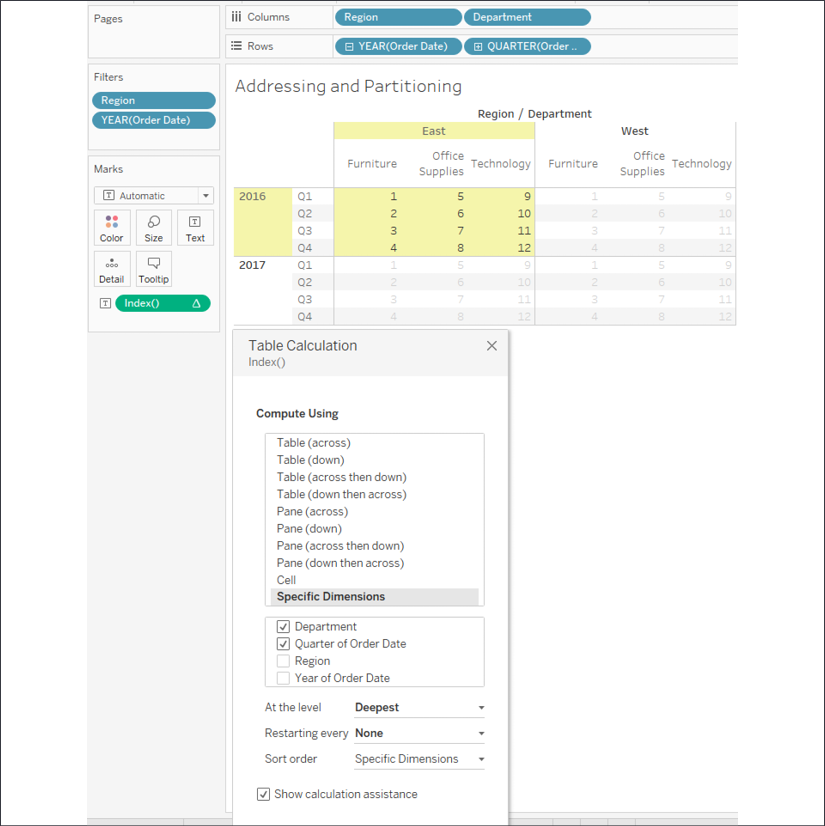 Pages
Columns Region Department
Rows YEAR(Order Date) QUARTER(Order ..
Filters
Region
YEAR(Order Date)
Marks
Automatic
Color Size Text
Detail Tooltip
Index()
Addressing and Partitioning
Region / Department
East West
Furniture Office Supplies Technology Furniture Office Supplies Technology
2016 Q1 1 5 9 1 5 9
Q2 2 6 10 2 6 10
Q3 3 7 11 3 7 11
Q4 4 8 12 4 8 12
2017 Q1 1 5 9 1 5 9
Q2 2 6 10 2 6 10
Q3 3 7 11 3 7 11
Q4 4 8 12 4 8 12
Table Calculation
Index()
Compute Using
Table (across)
Table (down)
Table (across then down)
Table (down then across)
Pane (across)
Pane (down)
Pane (across then down)
Pane (down then across)
Cell
Specific Dimensions
Department
Quarter of Order Date
Region
Year of Order Date
At the level Deepest
Restarting every None
Sort order Specific Dimensions
Show calculation assistance